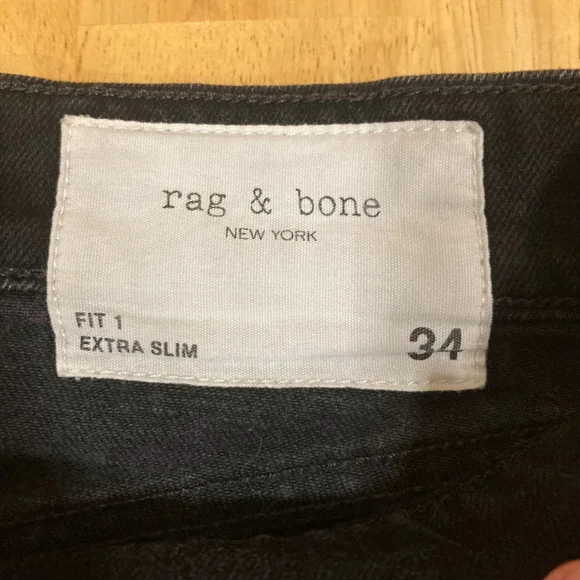 rag & bone
NEW YORK
FIT 1
EXTRA SLIM
34